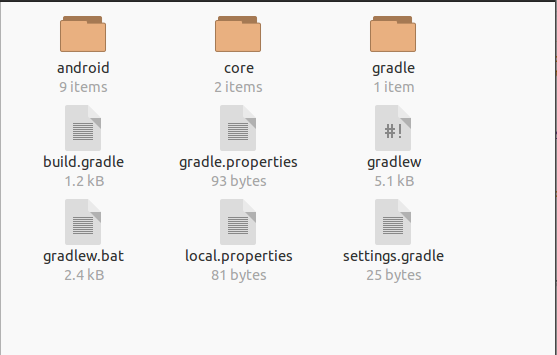 android core gradle
9 items 2 items 1 item
#!
build.gradle gradle.properties gradlew
1.2 kB 93 bytes 5.1 kB
gradlew.bat local.properties settings.gradle
2.4 kB 81 bytes 25 bytes